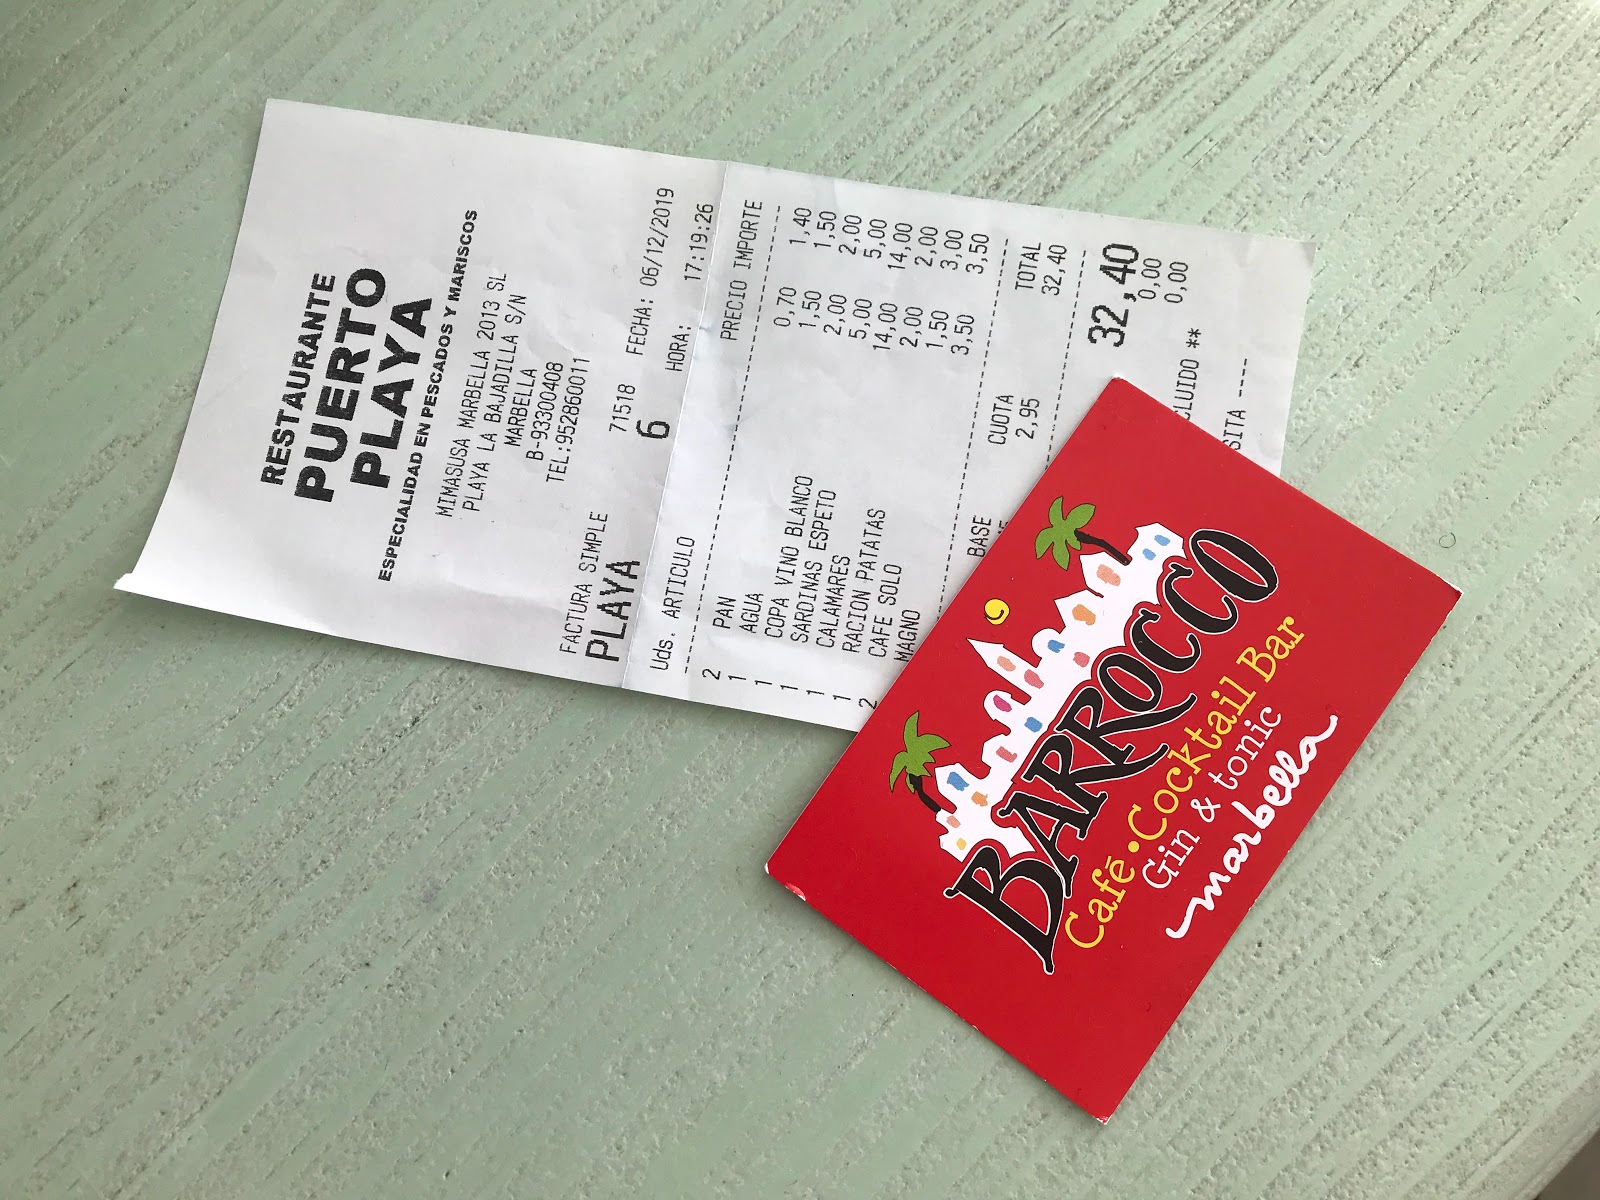 RESTAURANTE
PUERTO
PLAYA
ESPECIALIDAD EN PESCADOS Y MARISCOS
MIMASUSA MARBELLA 2013 SL
PLAYA LA BAJADILLA S/N
MARBELLA
B-93300408
TEL:952860011
FACTURA SIMPLE 71518 FECHA: 06/12/2019
PLAYA 6 HORA: 17:19:26
Uds. ARTICULO PRECIO IMPORTE
2 PAN 0,70 1,40
1 AGUA 1,50 1,50
1 COPA VINO BLANCO 2,00 2,00
1 SARDINAS ESPETO 5,00 5,00
1 CALAMARES 14,00 14,00
1 RACION PATATAS 2,00 2,00
2 CAFE SOLO 1,50 3,00
MAGNO 3,50 3,50
BASE CUOTA TOTAL
2,95 32,40
32,40
0,00
0,00
CLUIDO **
SITA ----
BARROCCO
Café • Cocktail Bar
Gin & tonic
marbella